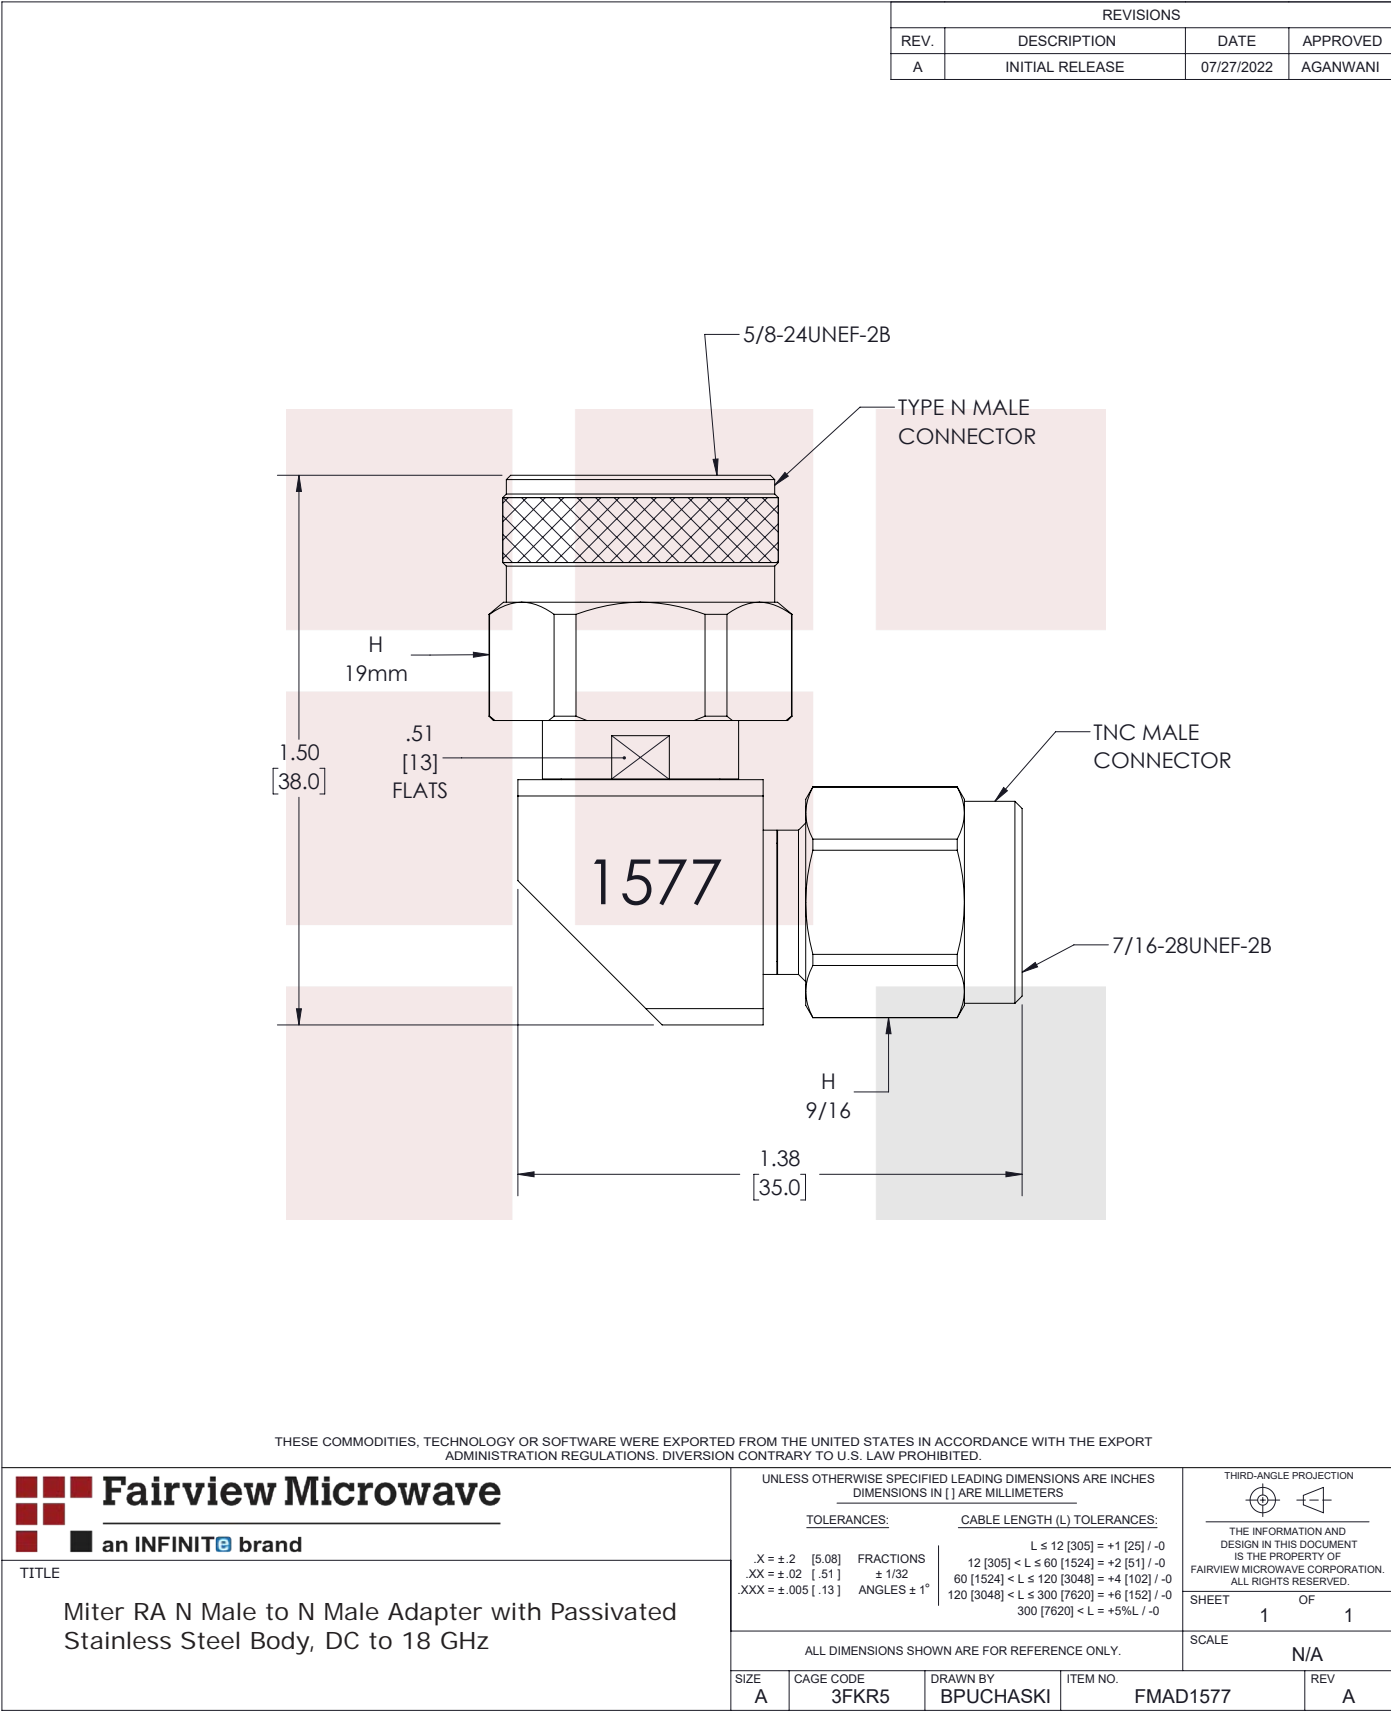 REVISIONS
REV. DESCRIPTION DATE APPROVED
A INITIAL RELEASE 07/27/2022 AGANWANI
5/8-24UNEF-2B
TYPE N MALE
CONNECTOR
H
19mm
.51
[13]
FLATS
1.50
[38.0]
TNC MALE
CONNECTOR
1577
7/16-28UNEF-2B
H
9/16
1.38
[35.0]
THESE COMMODITIES, TECHNOLOGY OR SOFTWARE WERE EXPORTED FROM THE UNITED STATES IN ACCORDANCE WITH THE EXPORT
ADMINISTRATION REGULATIONS. DIVERSION CONTRARY TO U.S. LAW PROHIBITED.
Fairview Microwave
an INFINITe brand
TITLE
Miter RA N Male to N Male Adapter with Passivated
Stainless Steel Body, DC to 18 GHz
UNLESS OTHERWISE SPECIFIED LEADING DIMENSIONS ARE INCHES
DIMENSIONS IN [ ] ARE MILLIMETERS
TOLERANCES:
.X = ±.2 [5.08] FRACTIONS
.XX = ±.02 [ .51 ] ± 1/32
.XXX = ±.005 [ .13 ] ANGLES ± 1°
CABLE LENGTH (L) TOLERANCES:
L ≤ 12 [305] = +1 [25] / -0
12 [305] < L ≤ 60 [1524] = +2 [51] / -0
60 [1524] < L ≤ 120 [3048] = +4 [102] / -0
120 [3048] < L ≤ 300 [7620] = +6 [152] / -0
300 [7620] < L = +5%L / -0
ALL DIMENSIONS SHOWN ARE FOR REFERENCE ONLY.
THIRD-ANGLE PROJECTION
THE INFORMATION AND
DESIGN IN THIS DOCUMENT
IS THE PROPERTY OF
FAIRVIEW MICROWAVE CORPORATION.
ALL RIGHTS RESERVED.
SHEET 1 OF 1
SCALE
N/A
SIZE CAGE CODE DRAWN BY ITEM NO. REV
A 3FKR5 BPUCHASKI FMAD1577 A